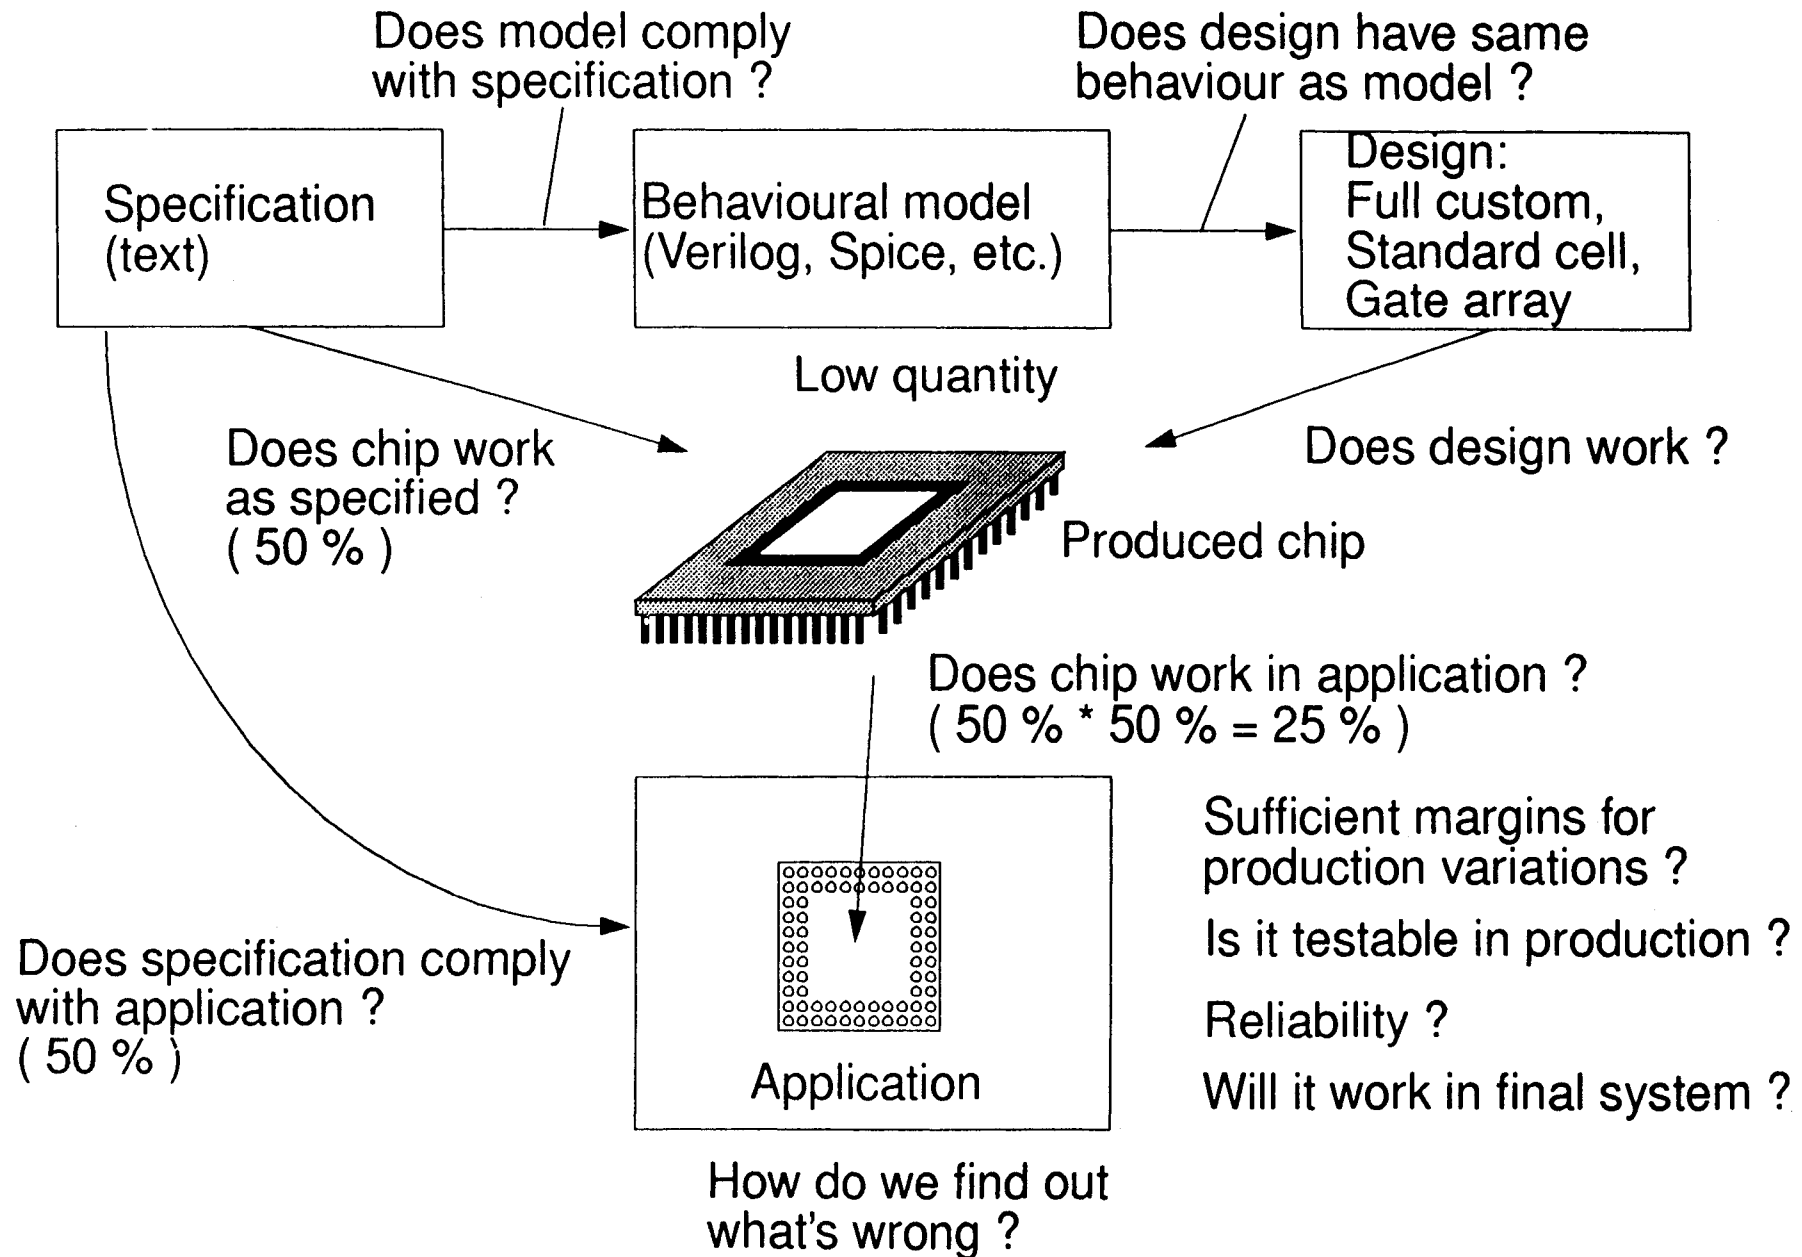 Does model comply
with specification ?
Does design have same
behaviour as model ?
Specification
(text)
Behavioural model
(Verilog, Spice, etc.)
Design:
Full custom,
Standard cell,
Gate array
Low quantity
Does chip work
as specified ?
( 50 % )
Does design work ?
Produced chip
Does chip work in application ?
( 50 % * 50 % = 25 % )
Does specification comply
with application ?
( 50 % )
Application
Sufficient margins for
production variations ?
Is it testable in production ?
Reliability ?
Will it work in final system ?
How do we find out
what's wrong ?